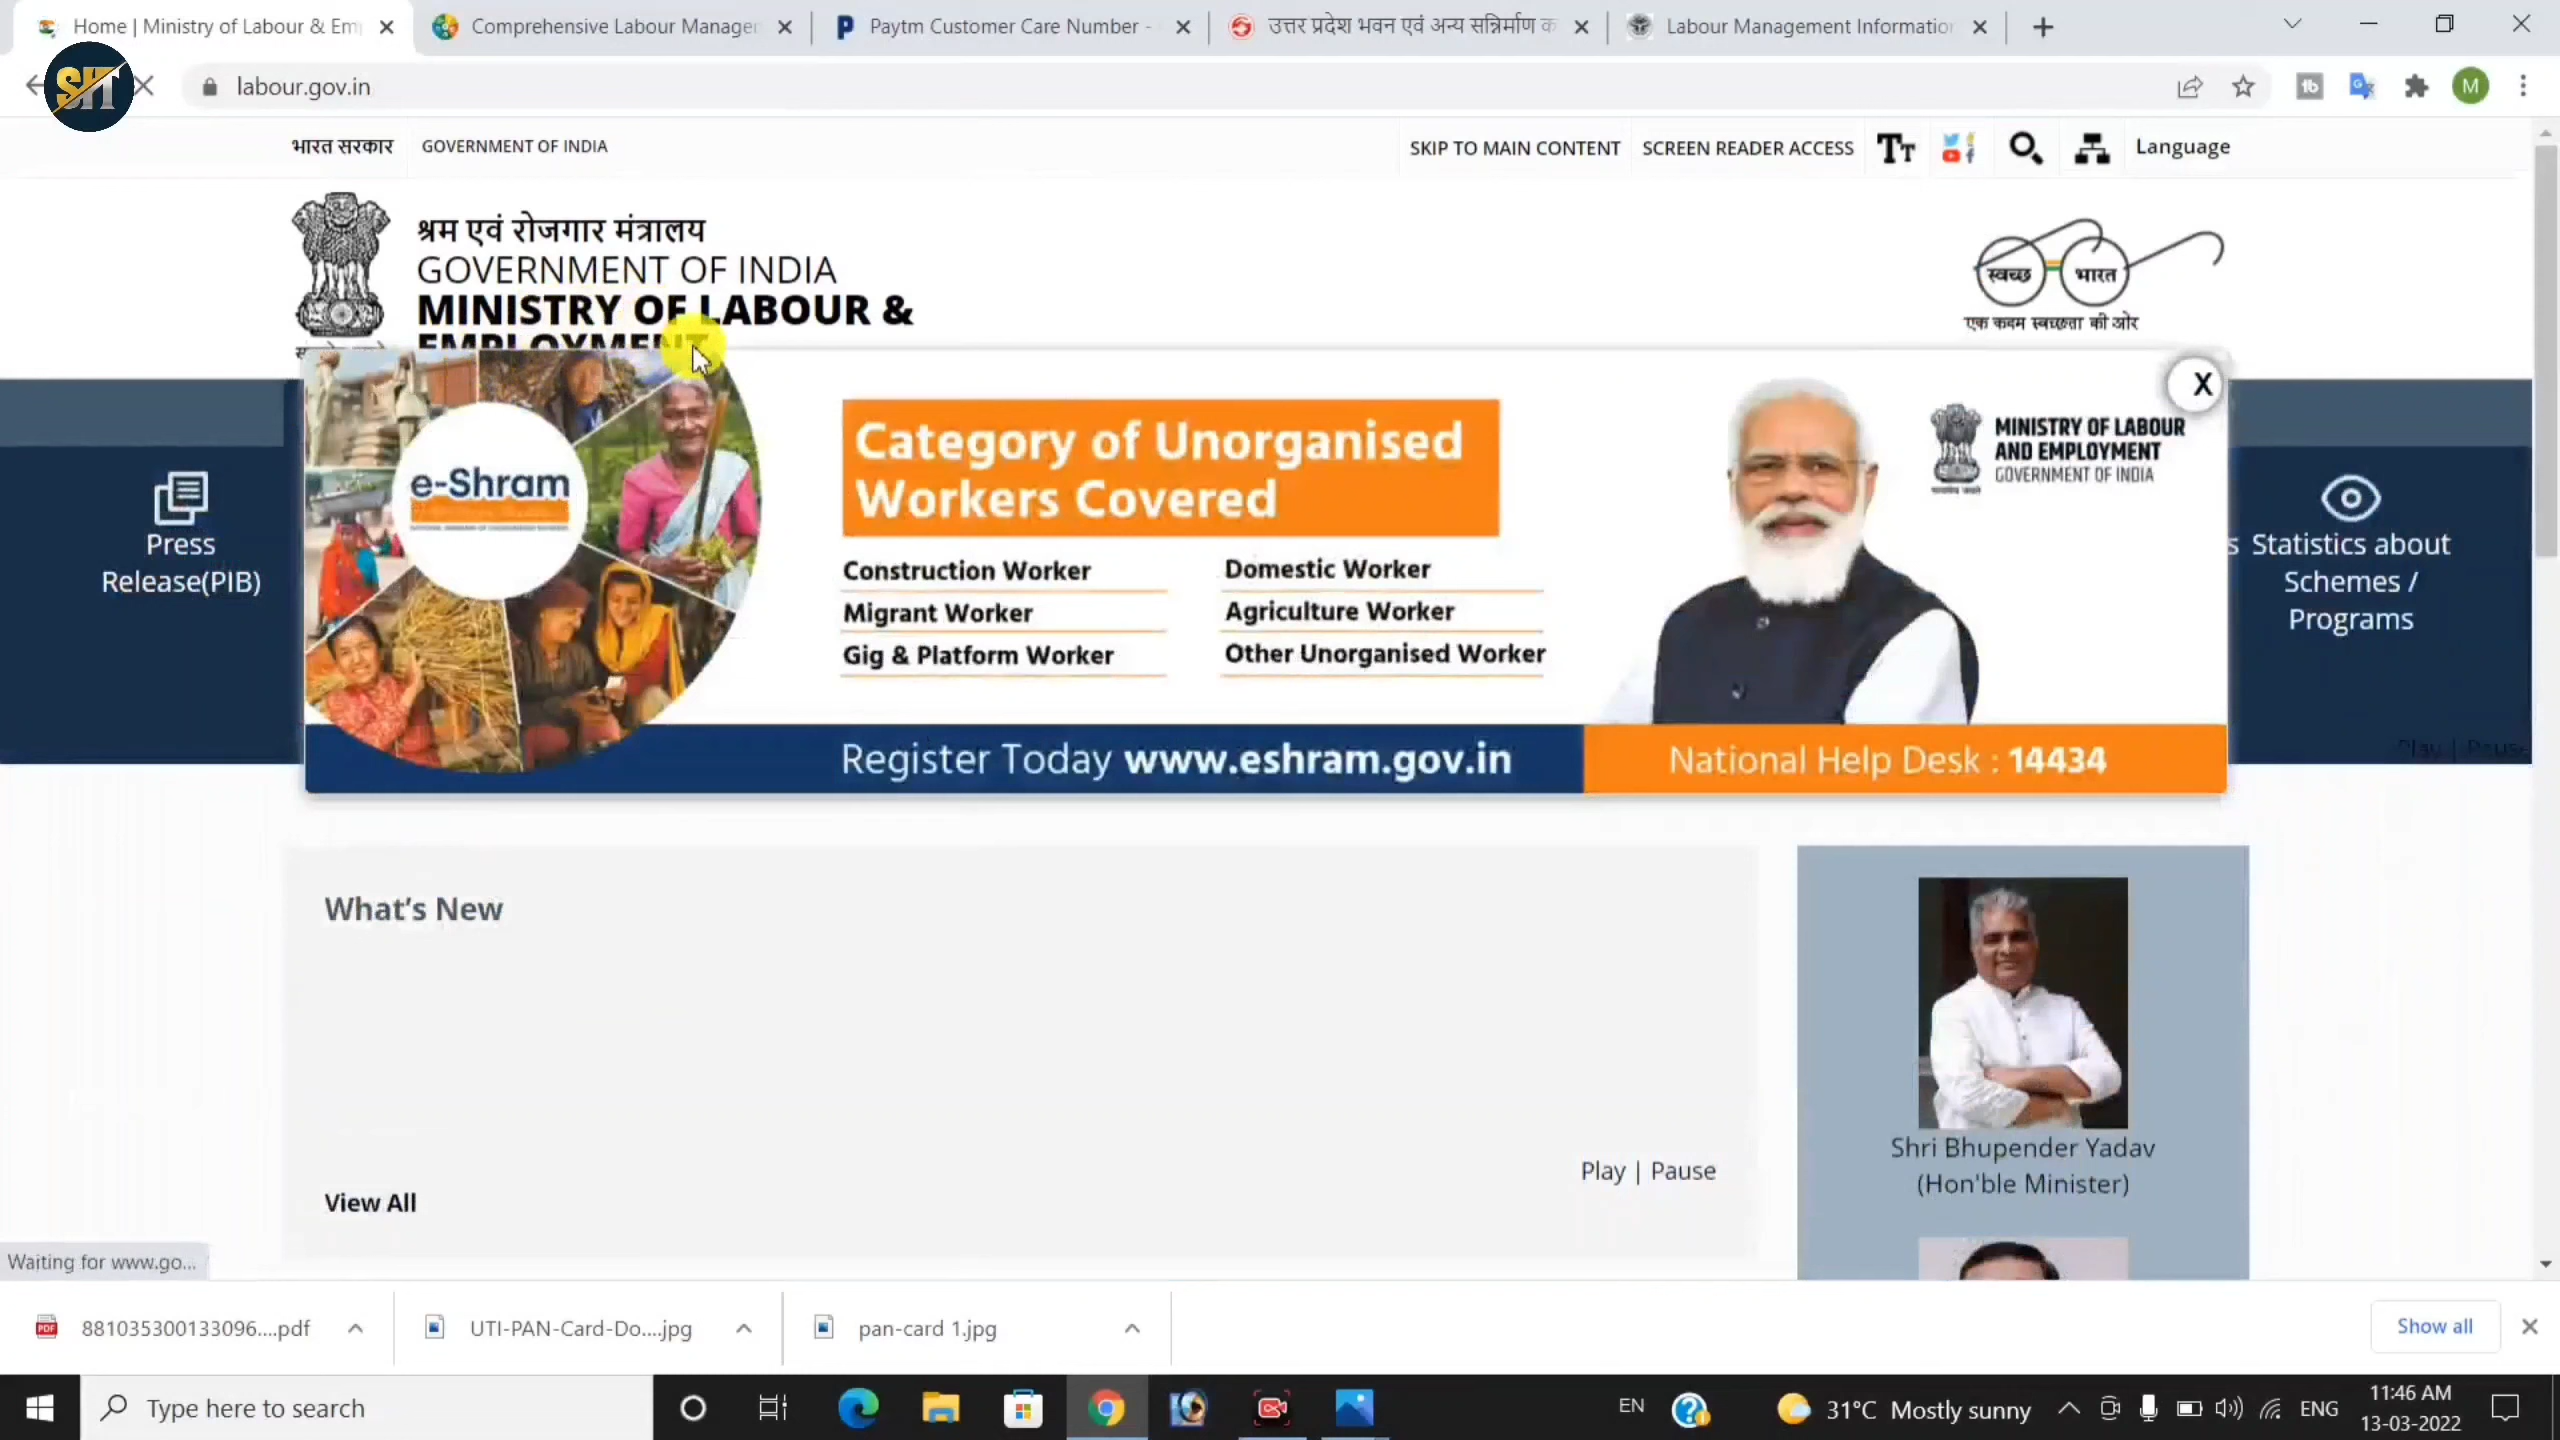 Home | Ministry of Labour & Em
Comprehensive Labour Manager
Paytm Customer Care Number -
उत्तर प्रदेश भवन एवं अन्य सन्निर्माण क
Labour Management Information
SIT
labour.gov.in
M
भारत सरकार
GOVERNMENT OF INDIA
SKIP TO MAIN CONTENT
SCREEN READER ACCESS
Language
श्रम एवं रोजगार मंत्रालय
GOVERNMENT OF INDIA
MINISTRY OF LABOUR &
EMPLOYMENT
स्वच्छ भारत
एक कदम स्वच्छता की ओर
X
Press
Release(PIB)
e-Shram
Category of Unorganised
Workers Covered
Construction Worker
Domestic Worker
Migrant Worker
Agriculture Worker
Gig & Platform Worker
Other Unorganised Worker
MINISTRY OF LABOUR
AND EMPLOYMENT
GOVERNMENT OF INDIA
s Statistics about
Schemes /
Programs
Play | Pause
Register Today www.eshram.gov.in
National Help Desk : 14434
What's New
Play | Pause
View All
Shri Bhupender Yadav
(Hon'ble Minister)
Waiting for www.go...
881035300133096....pdf
UTI-PAN-Card-Do....jpg
pan-card 1.jpg
Show all
Type here to search
EN
31°C Mostly sunny
ENG
11:46 AM
13-03-2022